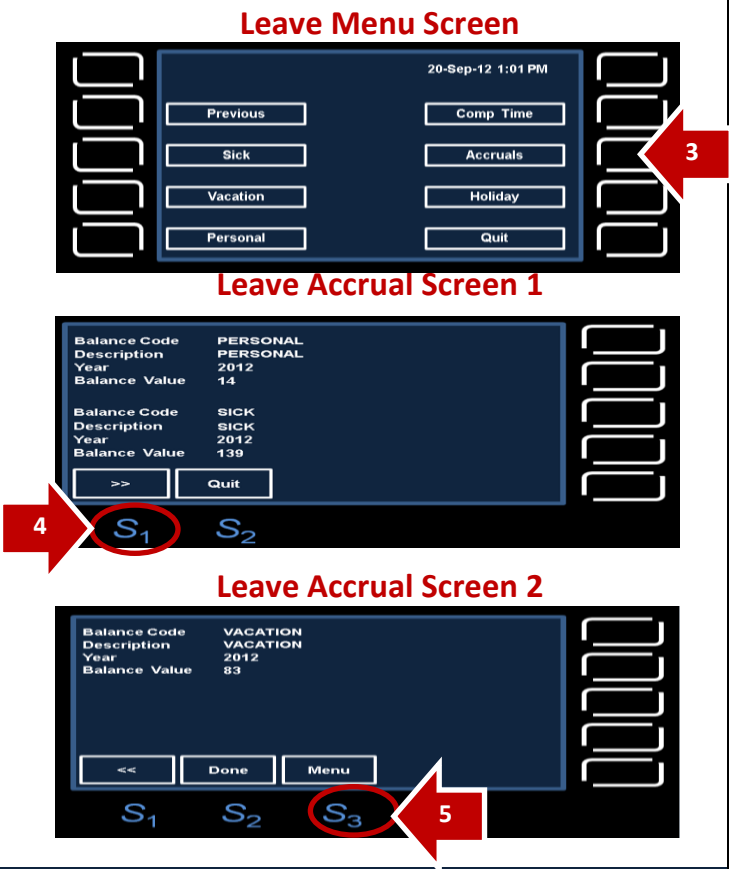 Leave Menu Screen
20-Sep-12 1:01 PM
Previous Comp Time
Sick Accruals
3
Vacation Holiday
Personal Quit
Leave Accrual Screen 1
Balance Code PERSONAL
Description PERSONAL
Year 2012
Balance Value 14
Balance Code SICK
Description SICK
Year 2012
Balance Value 139
>> Quit
4 S1 S2
Leave Accrual Screen 2
Balance Code VACATION
Description VACATION
Year 2012
Balance Value 83
<< Done Menu
S1 S2 S3 5